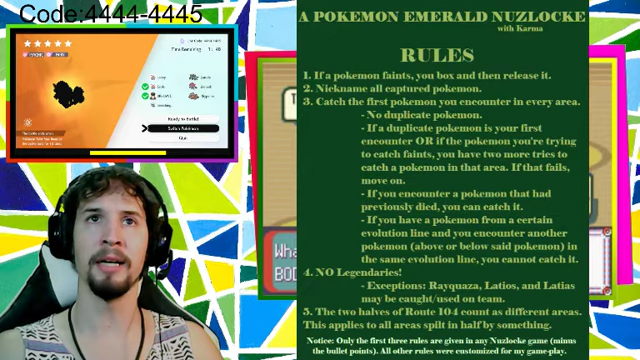 Code:4444-4445
A POKEMON EMERALD NUZLOCKE
with Karma
RULES
1. If a pokemon faints, you box and then release it.
2. Nickname all captured pokemon.
3. Catch the first pokemon you encounter in every area.
- No duplicate pokemon.
- If a duplicate pokemon is your first
encounter OR if the pokemon you're trying
to catch faints, you have two more tries to
catch a pokemon in that area. If that fails,
move on.
- If you encounter a pokemon that had
previously died, you can catch it.
- If you have a pokemon from a certain
evolution line and you encounter another
pokemon (above or below said pokemon) in
the same evolution line, you cannot catch it.
4. NO Legendaries!
- Exceptions: Rayquaza, Latios, and Latias
may be caught/used on team.
5. The two halves of Route 104 count as different areas.
This applies to all areas spilt in half by something.
Notice: Only the first three rules are given in any Nuzlocke game (minus
the bullet points). All other rules were customized for my game-play.
Ready to Battle!
Switch Pokémon
Quit
Wha
BOD